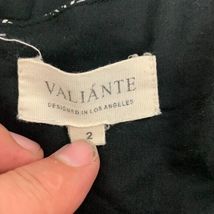 VALIÁNTE
DESIGNED IN LOS ANGELES
2